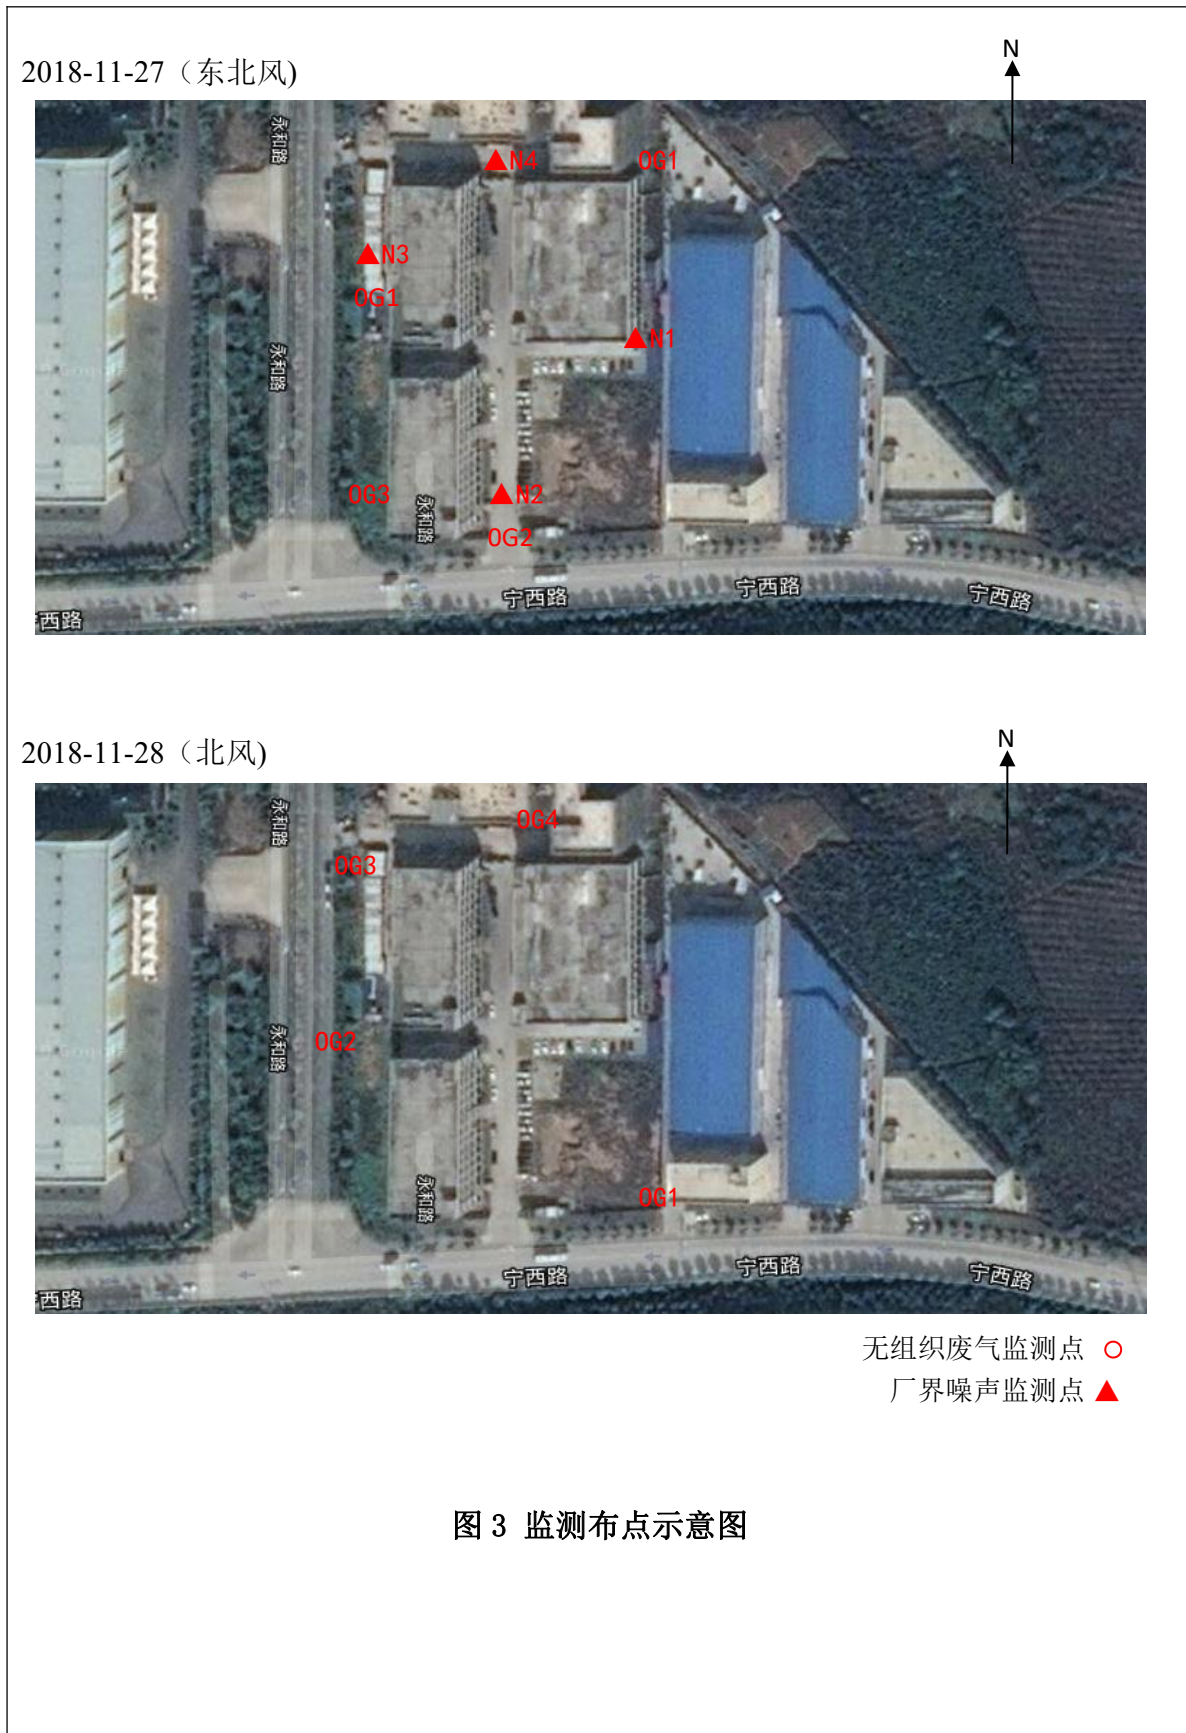 N
2018-11-27（东北风)
永和路
N4
OG1
N3
OG1
N1
永和路
OG3
N2
永和路
OG2
宁西路
宁西路
宁西路
宁西路
N
2018-11-28（北风)
永和路
OG4
OG3
OG2
永和路
永和路
OG1
宁西路
宁西路
宁西路
宁西路
无组织废气监测点
厂界噪声监测点
图 3 监测布点示意图